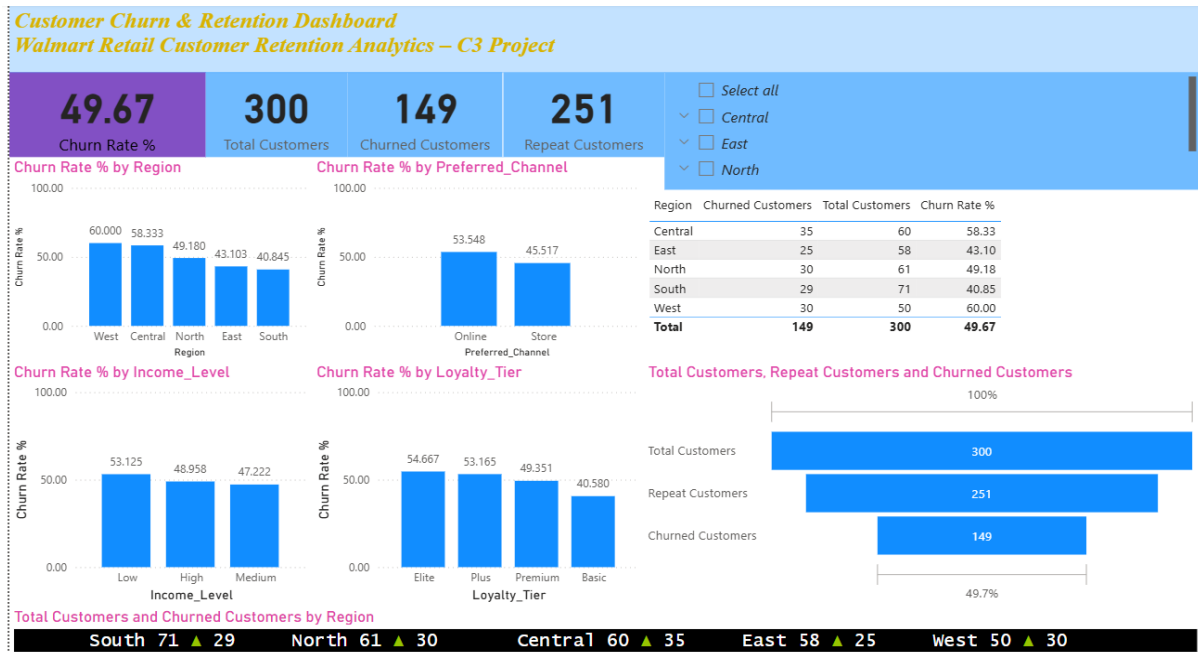 Customer Churn & Retention Dashboard
Walmart Retail Customer Retention Analytics – C3 Project
49.67
Churn Rate %
300
Total Customers
149
Churned Customers
251
Repeat Customers
Select all
Central
East
North
Churn Rate % by Region
100.00
50.00
0.00
Churn Rate %
60.000 58.333 49.180 43.103 40.845
West Central North East South
Region
Churn Rate % by Preferred_Channel
100.00
50.00
0.00
Churn Rate %
53.548 45.517
Online Store
Preferred_Channel
Region Churned Customers Total Customers Churn Rate %
Central 35 60 58.33
East 25 58 43.10
North 30 61 49.18
South 29 71 40.85
West 30 50 60.00
Total 149 300 49.67
Churn Rate % by Income_Level
100.00
50.00
0.00
Churn Rate %
53.125 48.958 47.222
Low High Medium
Income_Level
Churn Rate % by Loyalty_Tier
100.00
50.00
0.00
Churn Rate %
54.667 53.165 49.351 40.580
Elite Plus Premium Basic
Loyalty_Tier
Total Customers, Repeat Customers and Churned Customers
100%
Total Customers 300
Repeat Customers 251
Churned Customers 149
49.7%
Total Customers and Churned Customers by Region
South 71 ▲ 29 North 61 ▲ 30 Central 60 ▲ 35 East 58 ▲ 25 West 50 ▲ 30